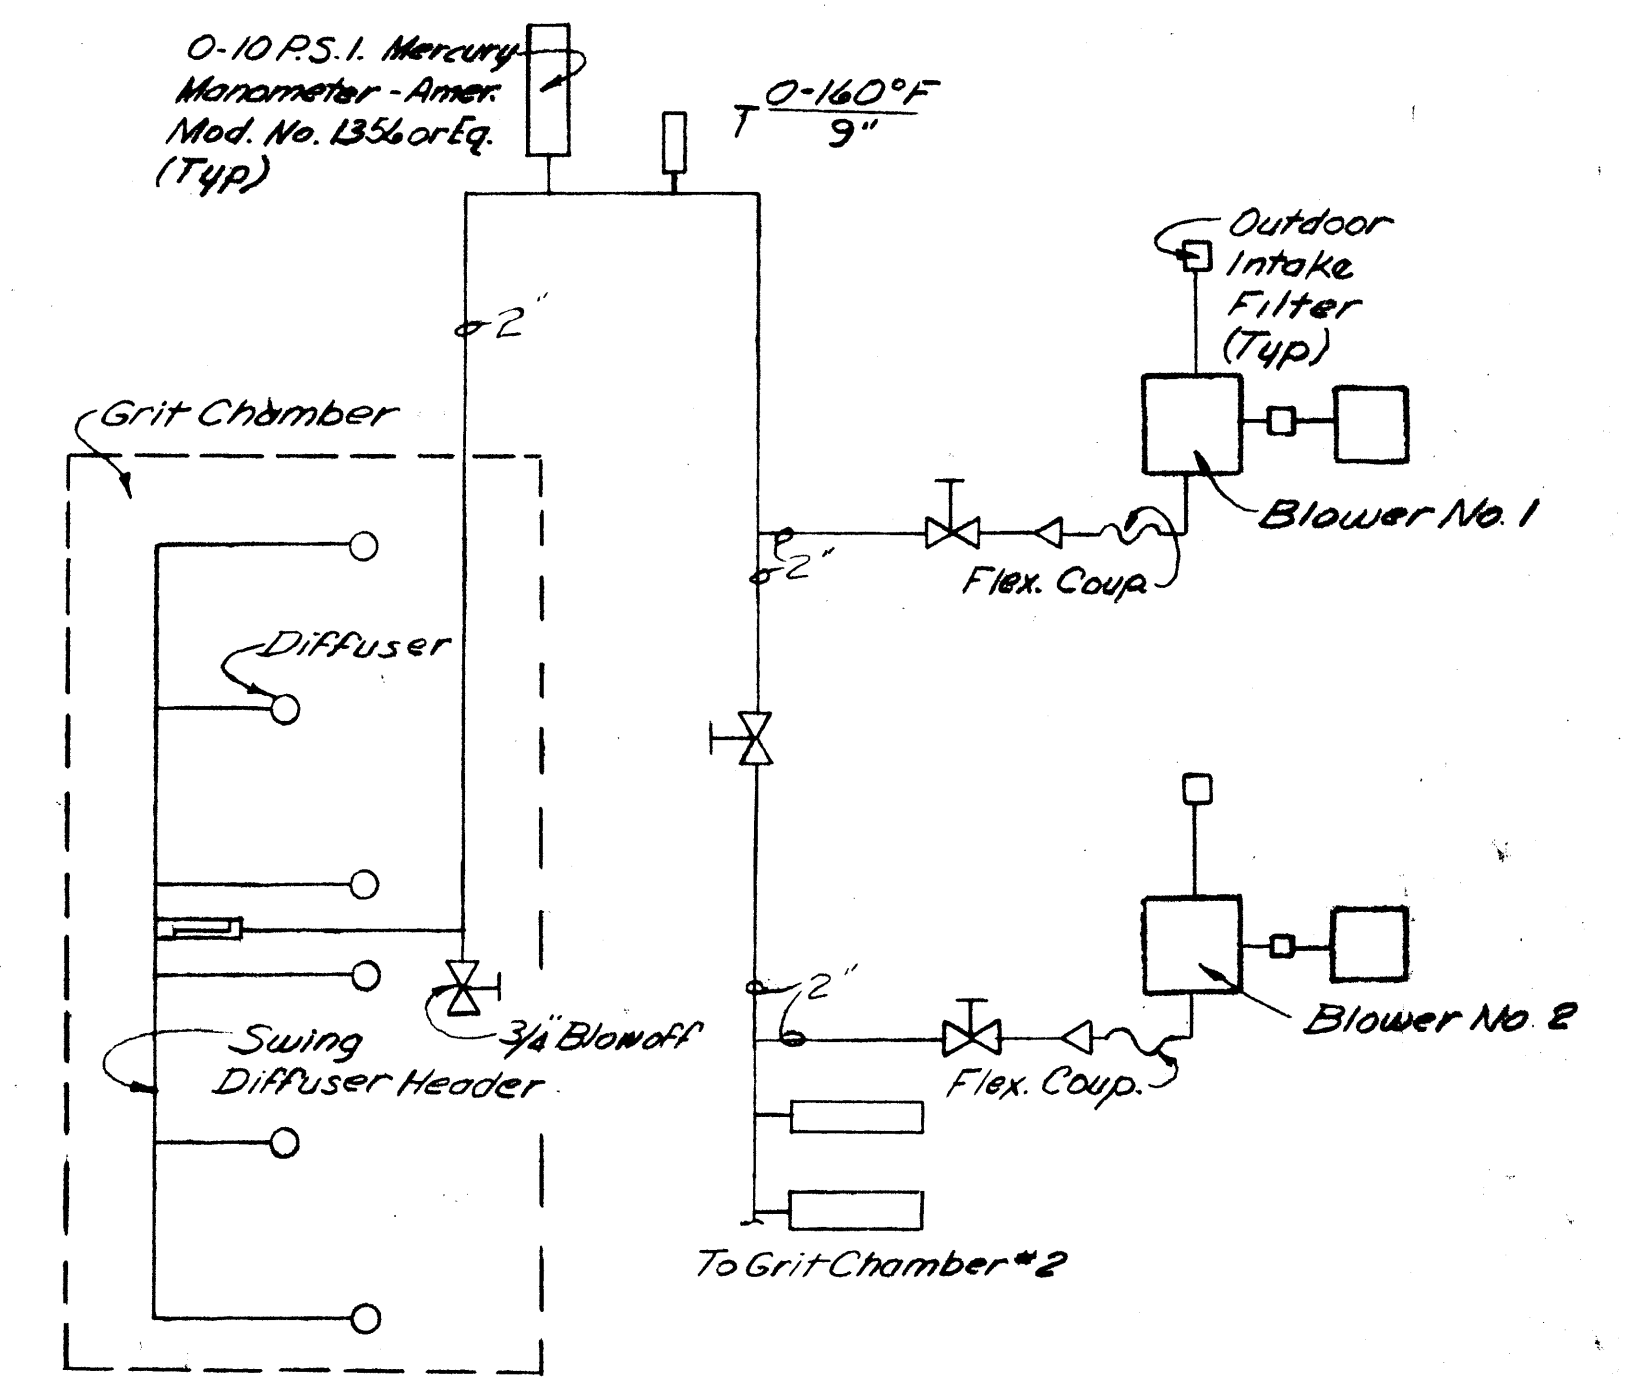 0-10 P.S.I. Mercury
Manometer - Amer.
Mod. No. 1356 or Eq.
(Typ)
T 0-160°F
9"
Outdoor
Intake
Filter
(Typ)
2"
Grit Chamber
Blower No. 1
2"
Flex. Coup.
Diffuser
2"
Blower No. 2
3/4" Blowoff
Swing
Diffuser Header
Flex. Coup.
To Grit Chamber #2